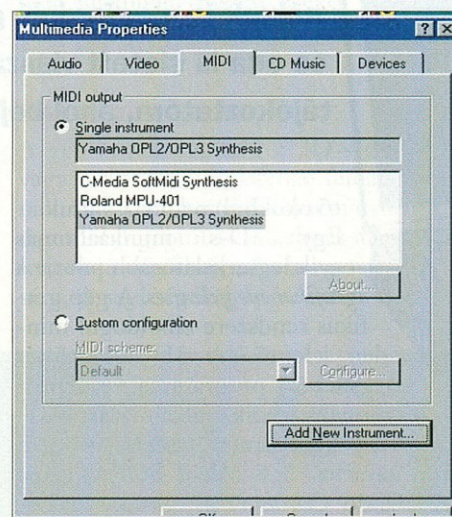 Multimedia Properties
Audio
Video
MIDI
CD Music
Devices
MIDI output
Single instrument
Yamaha OPL2/OPL3 Synthesis
C-Media SoftMidi Synthesis
Roland MPU-401
Yamaha OPL2/OPL3 Synthesis
About...
Custom configuration
MIDI scheme:
Default
Configure...
Add New Instrument...